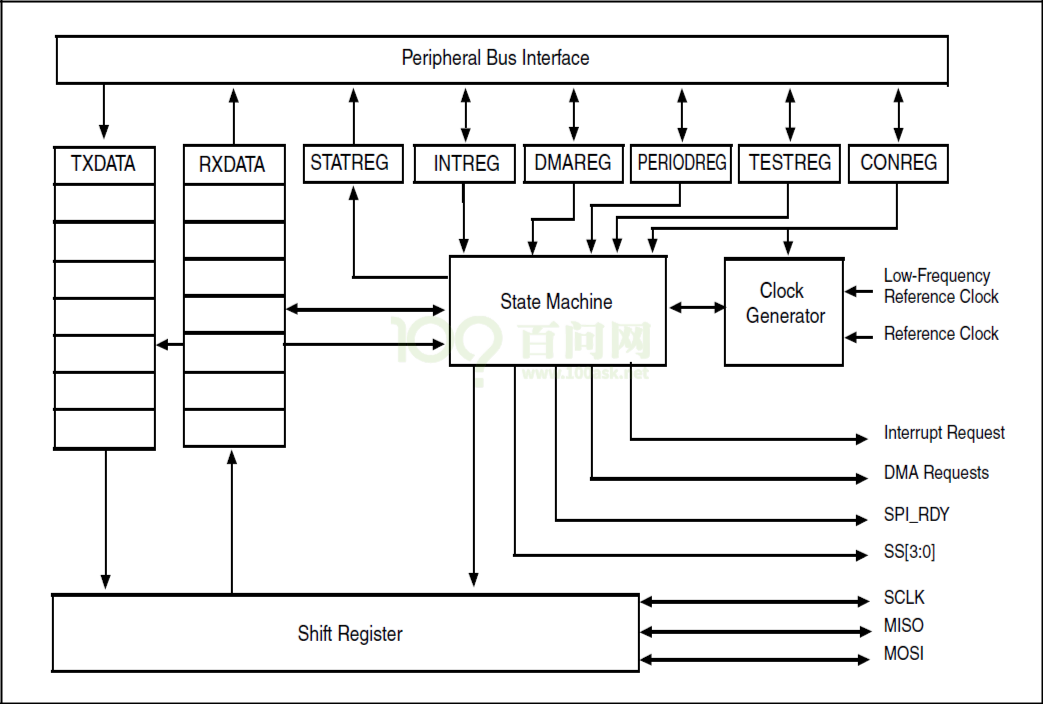 Peripheral Bus Interface
TXDATA
RXDATA
STATREG
INTREG
DMAREG
PERIODREG
TESTREG
CONREG
State Machine
Clock
Generator
Low-Frequency
Reference Clock
Reference Clock
100 百问网
www.100ask.net
Interrupt Request
DMA Requests
SPI_RDY
SS[3:0]
Shift Register
SCLK
MISO
MOSI